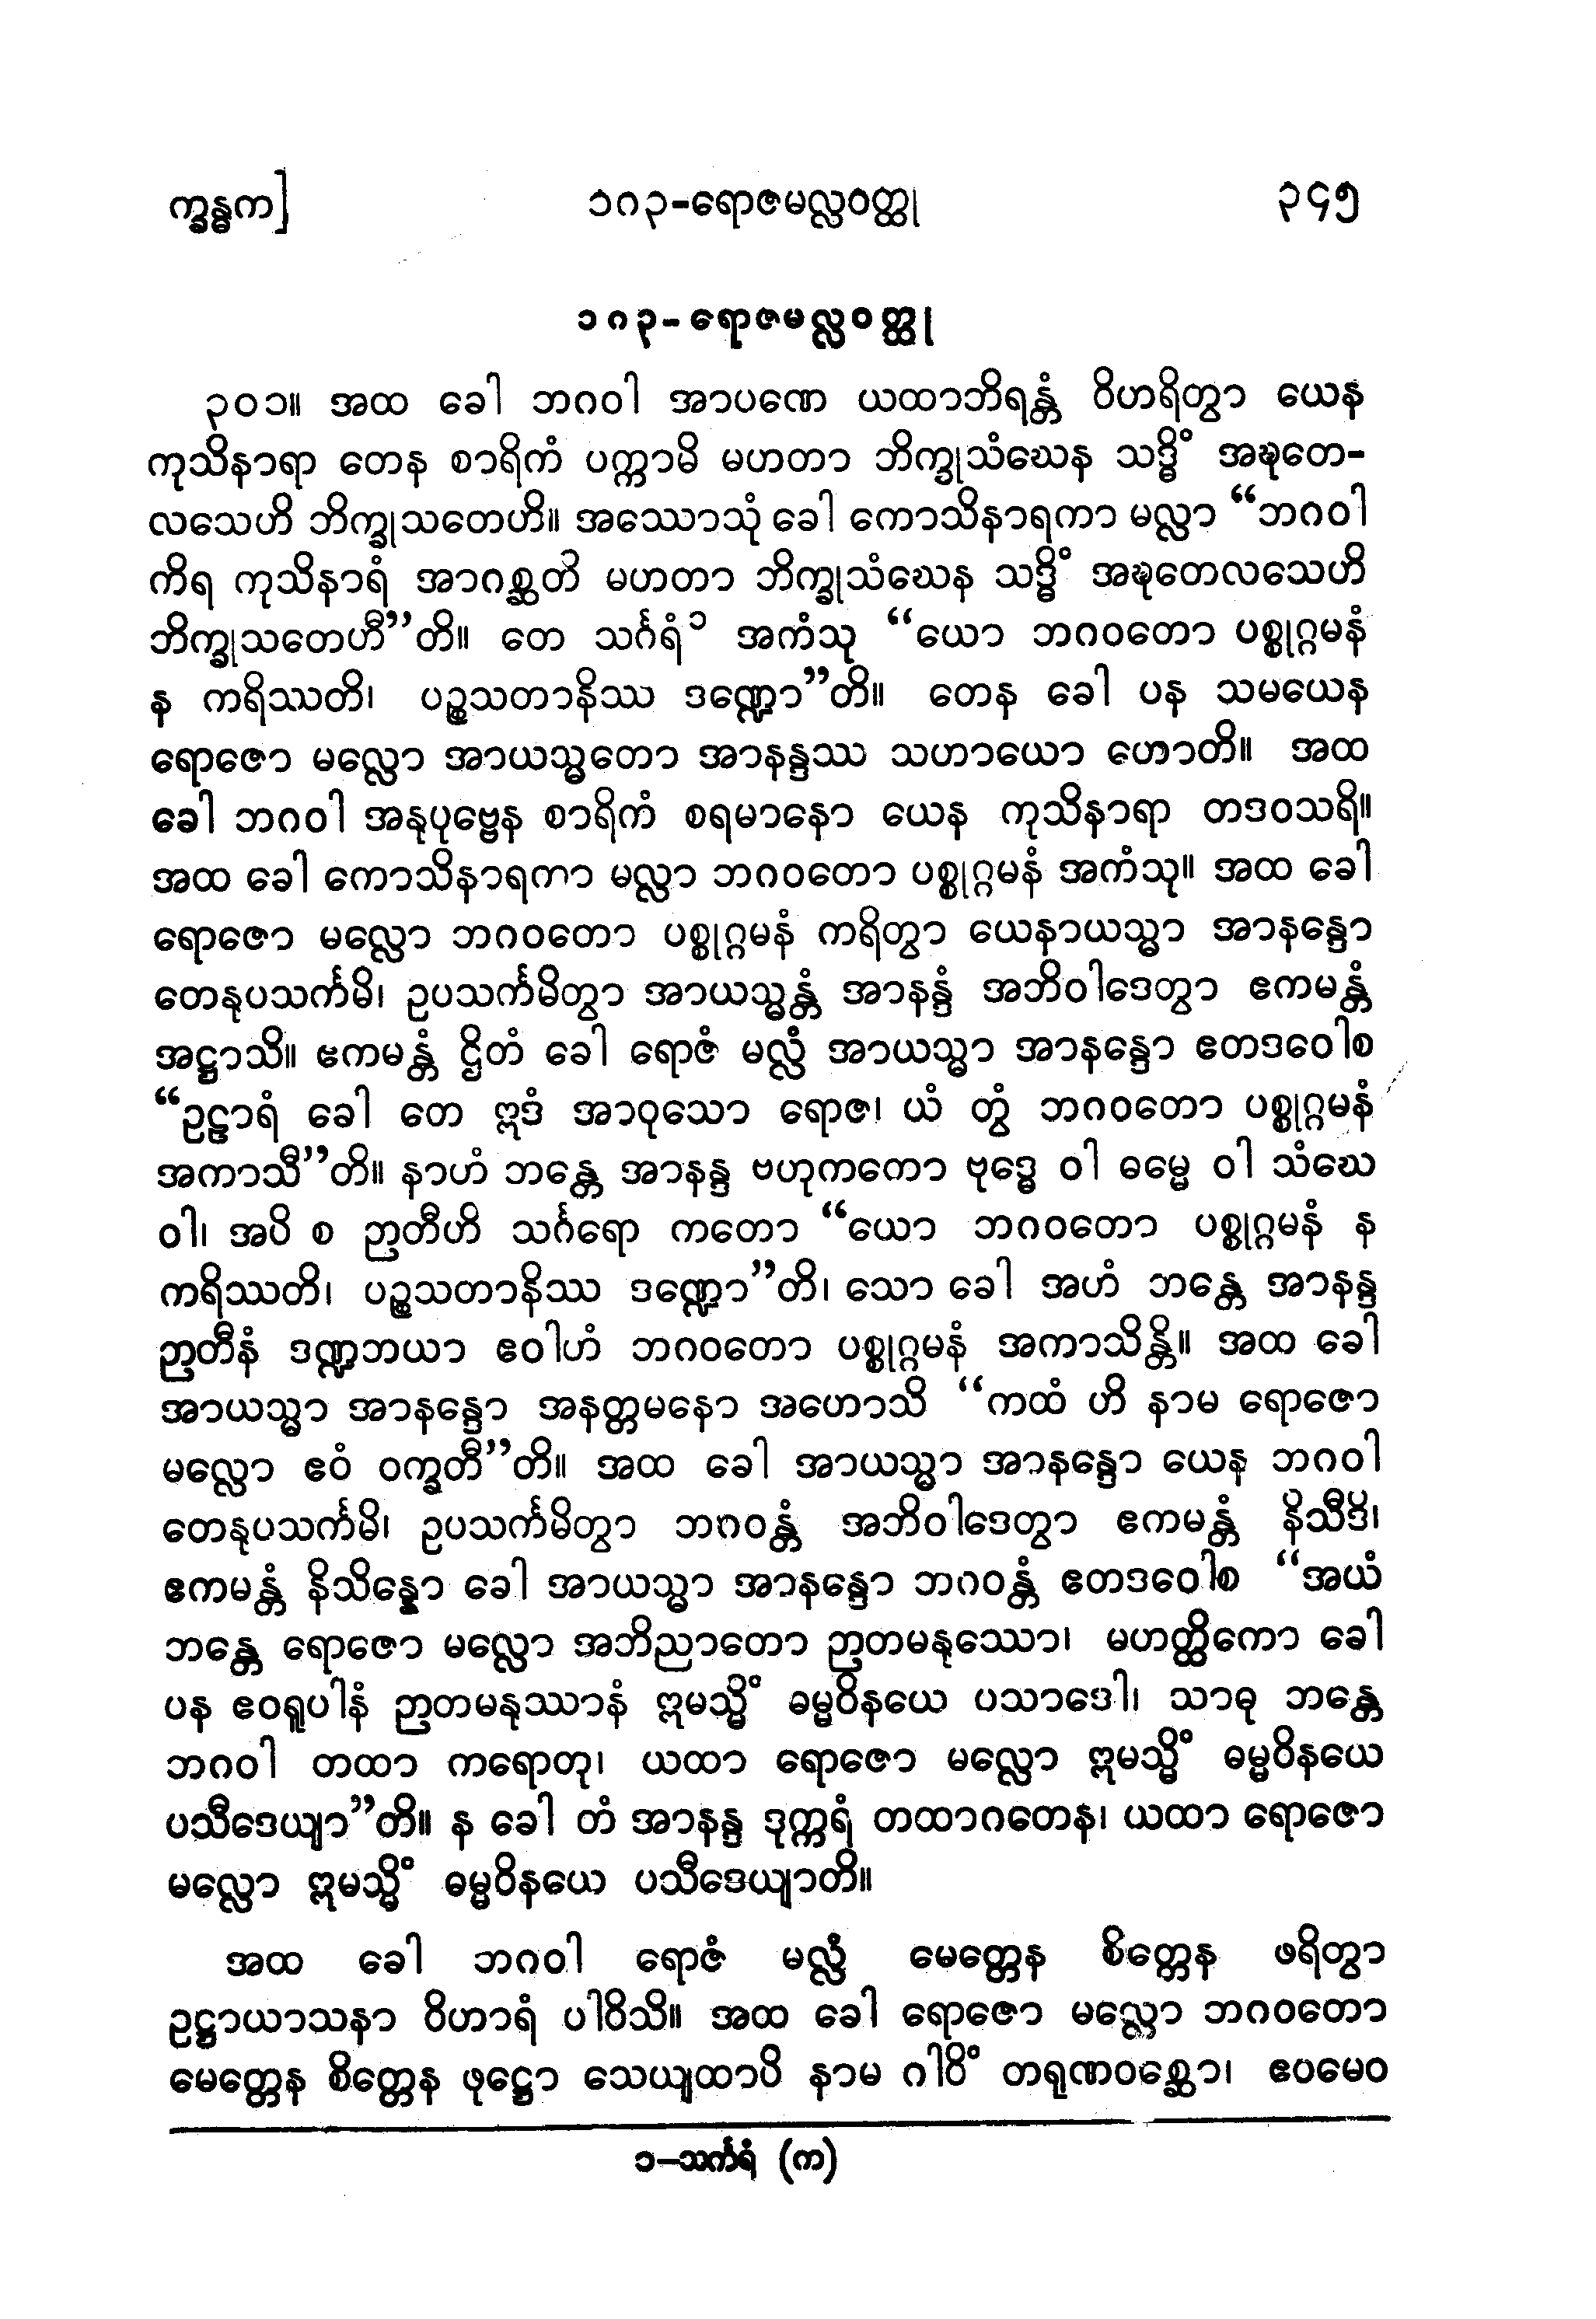 က္ခန္ဓက] ၁၈၃-ရောဇမလ္လဝတ္ထု ၃၄၅
၁၈၃-ရောဇမလ္လဝတ္ထု
၃၀၁။ အထ ခေါ ဘဂဝါ အာပဏေ ယထာဘိရန္တံ ဝိဟရိတွာ ယေန
ကုသိနာရာ တေန စာရိကံ ပက္ကာမိ မဟတာ ဘိက္ခုသံဃေန သဒ္ဓိံ အဍ္ဎတေ-
လသေဟိ ဘိက္ခုသတေဟိ။ အဿောသုံ ခေါ ကောသိနာရကာ မလ္လာ “ဘဂဝါ
ကိရ ကုသိနာရံ အာဂစ္ဆတိ မဟတာ ဘိက္ခုသံဃေန သဒ္ဓိံ အဍ္ဎတေလသေဟိ
ဘိက္ခုသတေဟီ”တိ။ တေ သင်္ဂရံ၁ အကံသု “ယော ဘဂဝတော ပစ္စုဂ္ဂမနံ
န ကရိဿတိ၊ ပဉ္စသတာနိဿ ဒဏ္ဍော”တိ။ တေန ခေါ ပန သမယေန
ရောဇော မလ္လော အာယသ္မတော အာနန္ဒဿ သဟာယော ဟောတိ။ အထ
ခေါ ဘဂဝါ အနုပုဗ္ဗေန စာရိကံ စရမာနော ယေန ကုသိနာရာ တဒဝသရိ။
အထ ခေါ ကောသိနာရကာ မလ္လာ ဘဂဝတော ပစ္စုဂ္ဂမနံ အကံသု။ အထ ခေါ
ရောဇော မလ္လော ဘဂဝတော ပစ္စုဂ္ဂမနံ ကရိတွာ ယေနာယသ္မာ အာနန္ဒော
တေနုပသင်္ကမိ၊ ဥပသင်္ကမိတွာ အာယသ္မန္တံ အာနန္ဒံ အဘိဝါဒေတွာ ဧကမန္တံ
အဋ္ဌာသိ။ ဧကမန္တံ ဌိတံ ခေါ ရောဇံ မလ္လံ အာယသ္မာ အာနန္ဒော ဧတဒဝေါစ
“ဥဠာရံ ခေါ တေ ဣဒံ အာဝုသော ရောဇ၊ ယံ တွံ ဘဂဝတော ပစ္စုဂ္ဂမနံ
အကာသီ”တိ။ နာဟံ ဘန္တေ အာနန္ဒ ဗဟုကတော ဗုဒ္ဓေ ဝါ ဓမ္မေ ဝါ သံဃေ
ဝါ၊ အပိ စ ဉာတီဟိ သင်္ဂရော ကတော “ယော ဘဂဝတော ပစ္စုဂ္ဂမနံ န
ကရိဿတိ၊ ပဉ္စသတာနိဿ ဒဏ္ဍော”တိ၊ သော ခေါ အဟံ ဘန္တေ အာနန္ဒ
ဉာတီနံ ဒဏ္ဍဘယာ ဧဝါဟံ ဘဂဝတော ပစ္စုဂ္ဂမနံ အကာသိန္တိ။ အထ ခေါ
အာယသ္မာ အာနန္ဒော အနတ္တမနော အဟောသိ “ကထံ ဟိ နာမ ရောဇော
မလ္လော ဧဝံ ဝက္ခတီ”တိ။ အထ ခေါ အာယသ္မာ အာနန္ဒော ယေန ဘဂဝါ
တေနုပသင်္ကမိ၊ ဥပသင်္ကမိတွာ ဘဂဝန္တံ အဘိဝါဒေတွာ ဧကမန္တံ နိသီဒိ၊
ဧကမန္တံ နိသိန္နော ခေါ အာယသ္မာ အာနန္ဒော ဘဂဝန္တံ ဧတဒဝေါစ “အယံ
ဘန္တေ ရောဇော မလ္လော အဘိညာတော ဉာတမနုဿော၊ မဟတ္ထိကော ခေါ
ပန ဧဝရူပါနံ ဉာတမနုဿာနံ ဣမသ္မိံ ဓမ္မဝိနယေ ပသာဒေါ၊ သာဓု ဘန္တေ
ဘဂဝါ တထာ ကရောတု၊ ယထာ ရောဇော မလ္လော ဣမသ္မိံ ဓမ္မဝိနယေ
ပသီဒေယျာ”တိ။ န ခေါ တံ အာနန္ဒ ဒုက္ကရံ တထာဂတေန၊ ယထာ ရောဇော
မလ္လော ဣမသ္မိံ ဓမ္မဝိနယေ ပသီဒေယျာတိ။
အထ ခေါ ဘဂဝါ ရောဇံ မလ္လံ မေတ္တေန စိတ္တေန ဖရိတွာ
ဥဋ္ဌာယာသနာ ဝိဟာရံ ပါဝိသိ။ အထ ခေါ ရောဇော မလ္လော ဘဂဝတော
မေတ္တေန စိတ္တေန ဖုဋ္ဌော သေယျထာပိ နာမ ဂါဝိံ တရုဏဝစ္ဆော၊ ဧဝမေဝ
၁-သင်္ကရံ (က)